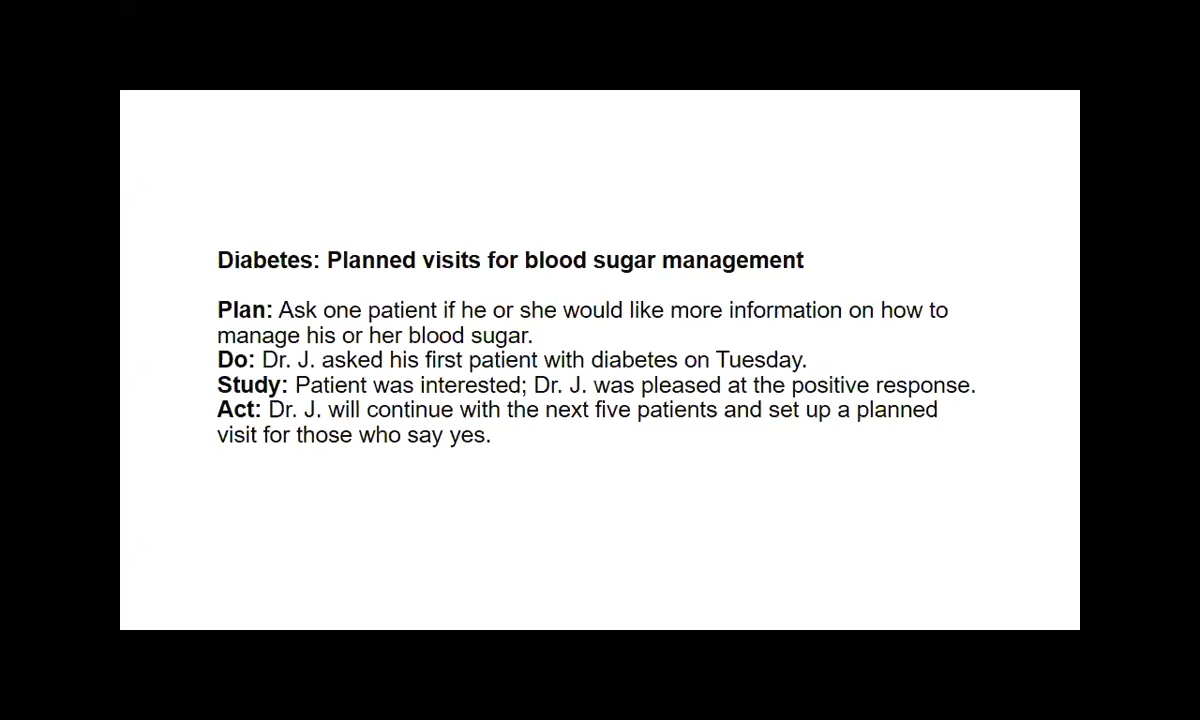 Diabetes: Planned visits for blood sugar management
Plan: Ask one patient if he or she would like more information on how to
manage his or her blood sugar.
Do: Dr. J. asked his first patient with diabetes on Tuesday.
Study: Patient was interested; Dr. J. was pleased at the positive response.
Act: Dr. J. will continue with the next five patients and set up a planned
visit for those who say yes.